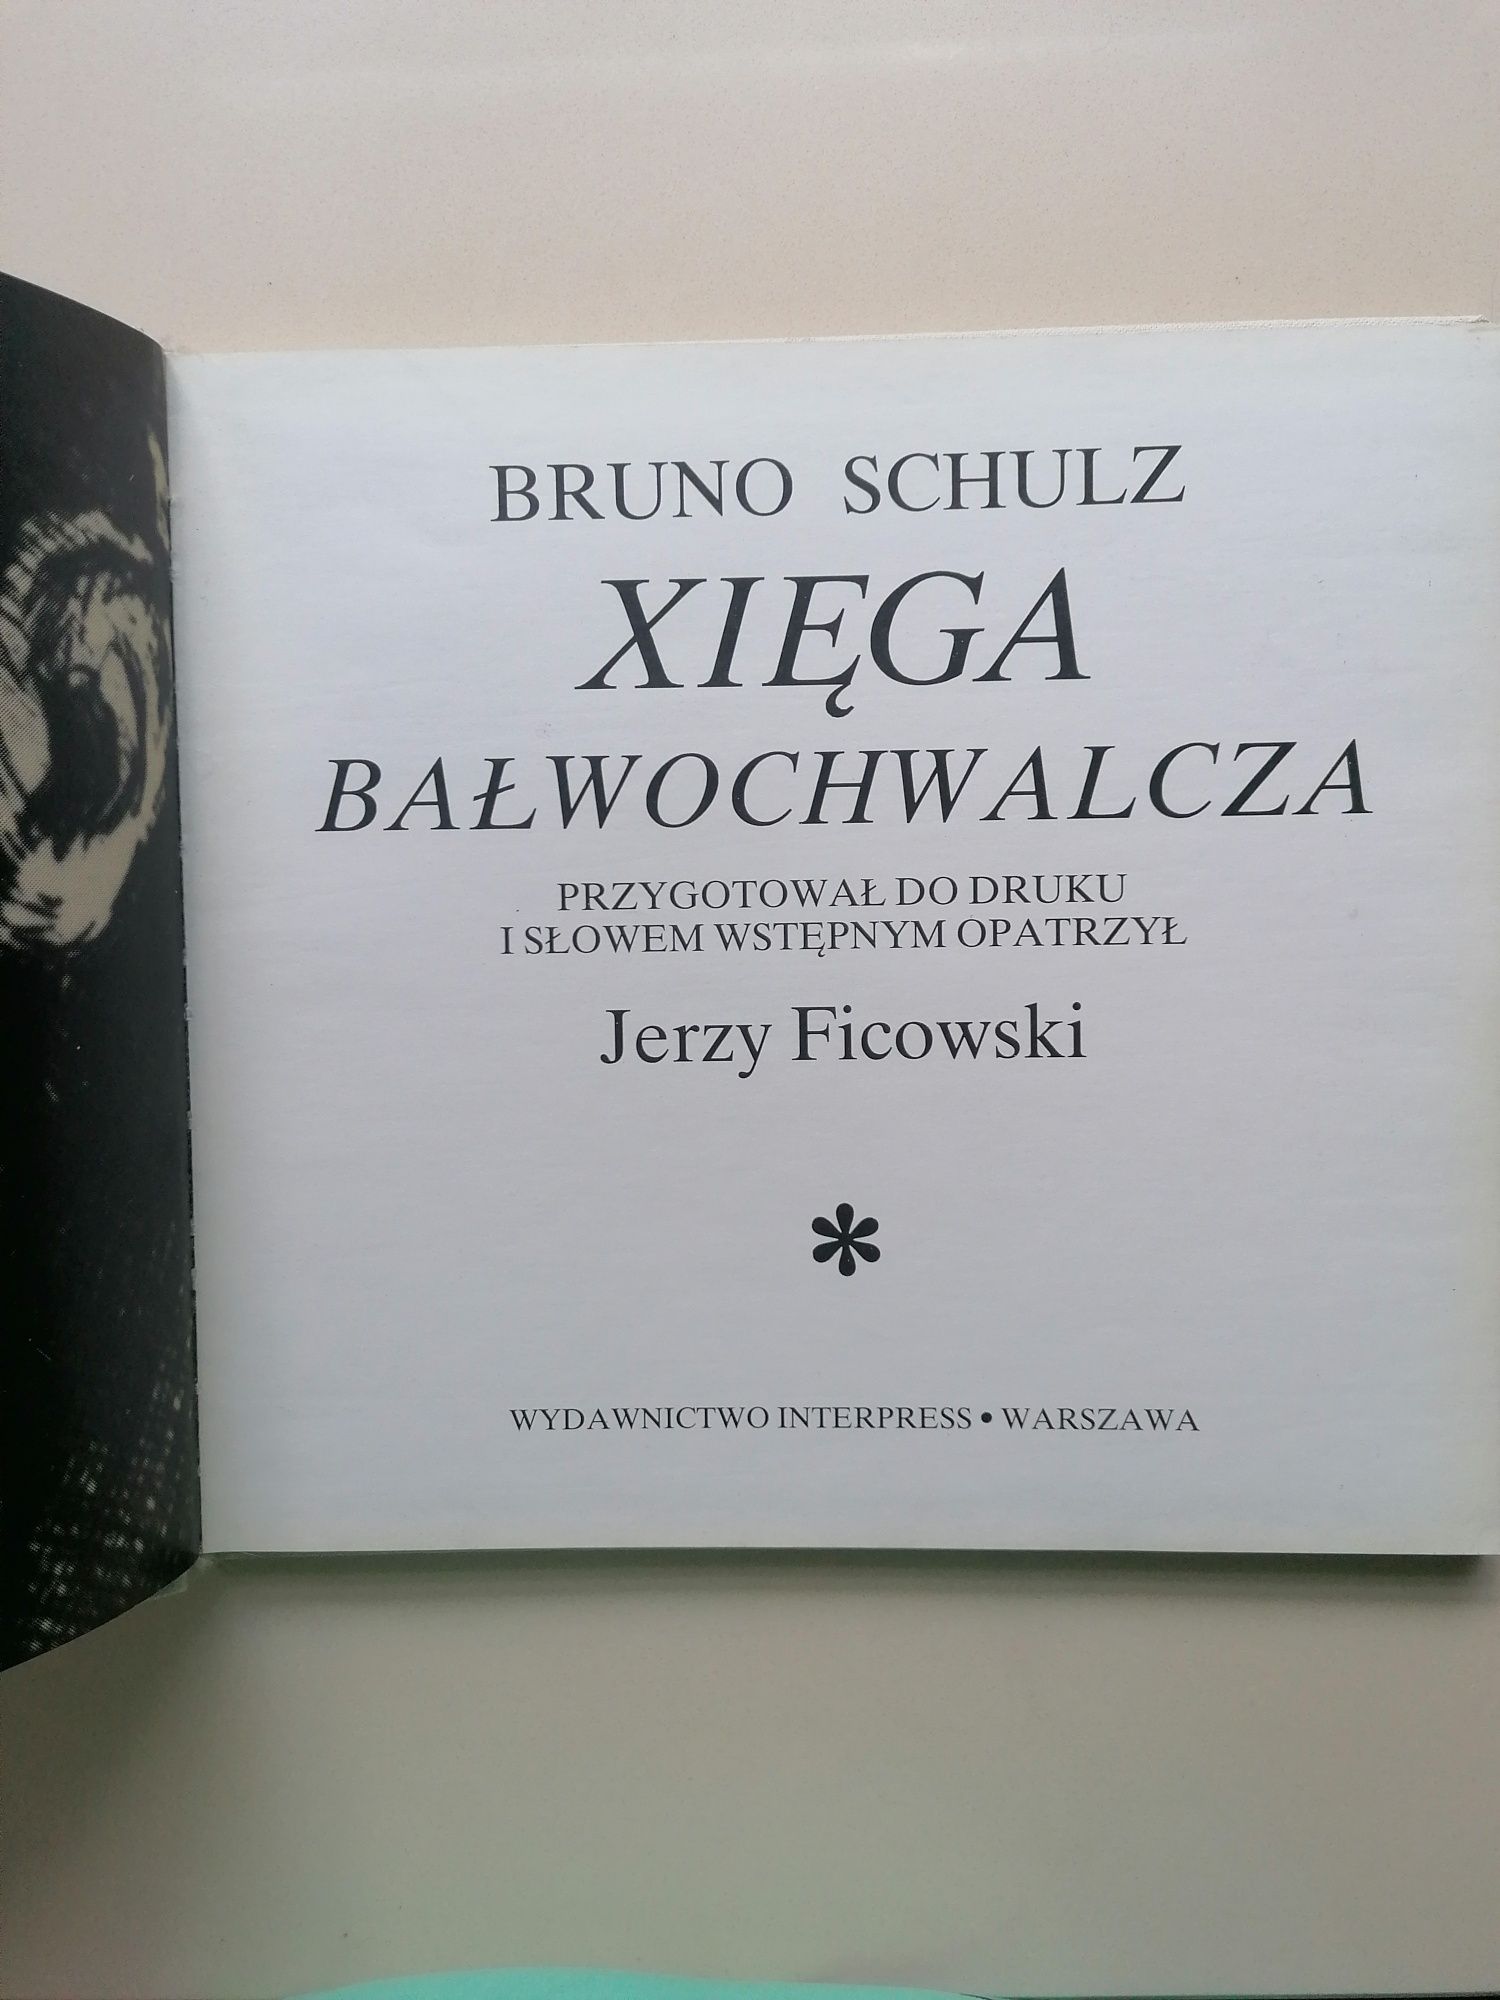 BRUNO SCHULZ
XIĘGA
BAŁWOCHWALCZA
PRZYGOTOWAŁ DO DRUKU
I SŁOWEM WSTĘPNYM OPATRZYŁ
Jerzy Ficowski
*
WYDAWNICTWO INTERPRESS • WARSZAWA